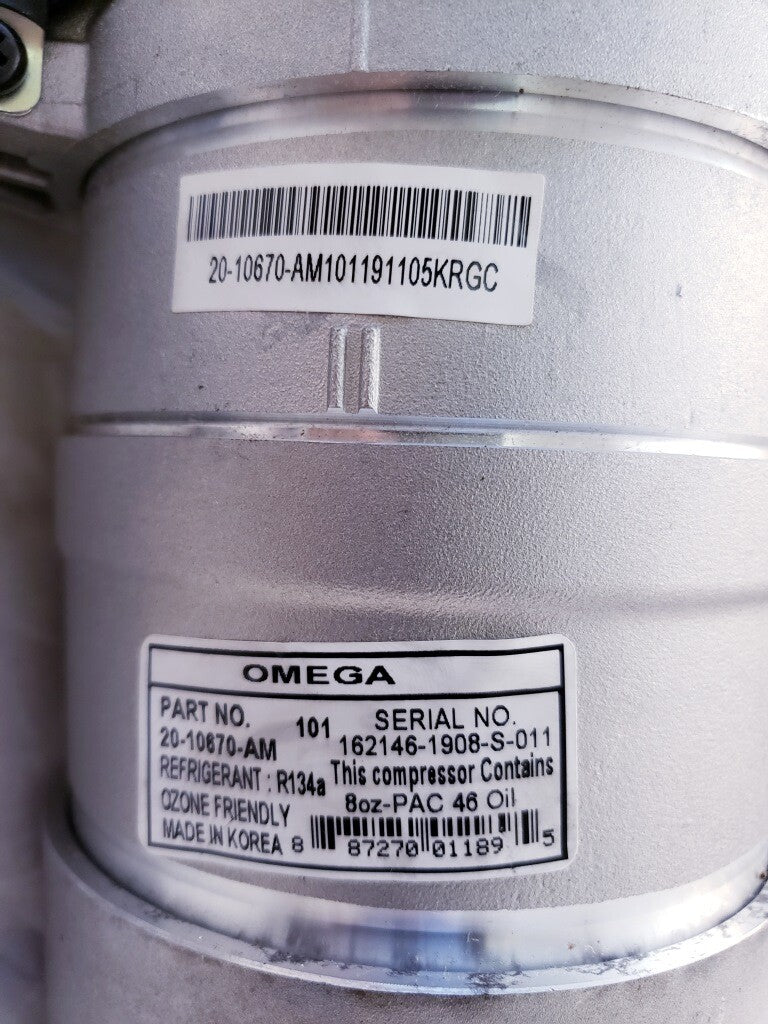 20-10670-AM101191105KRGC
OMEGA
PART NO. 101 SERIAL NO.
20-10670-AM 162146-1908-S-011
REFRIGERANT : R134a This compressor Contains
OZONE FRIENDLY 8oz-PAC 46 Oil
MADE IN KOREA 8 87270 01189 5